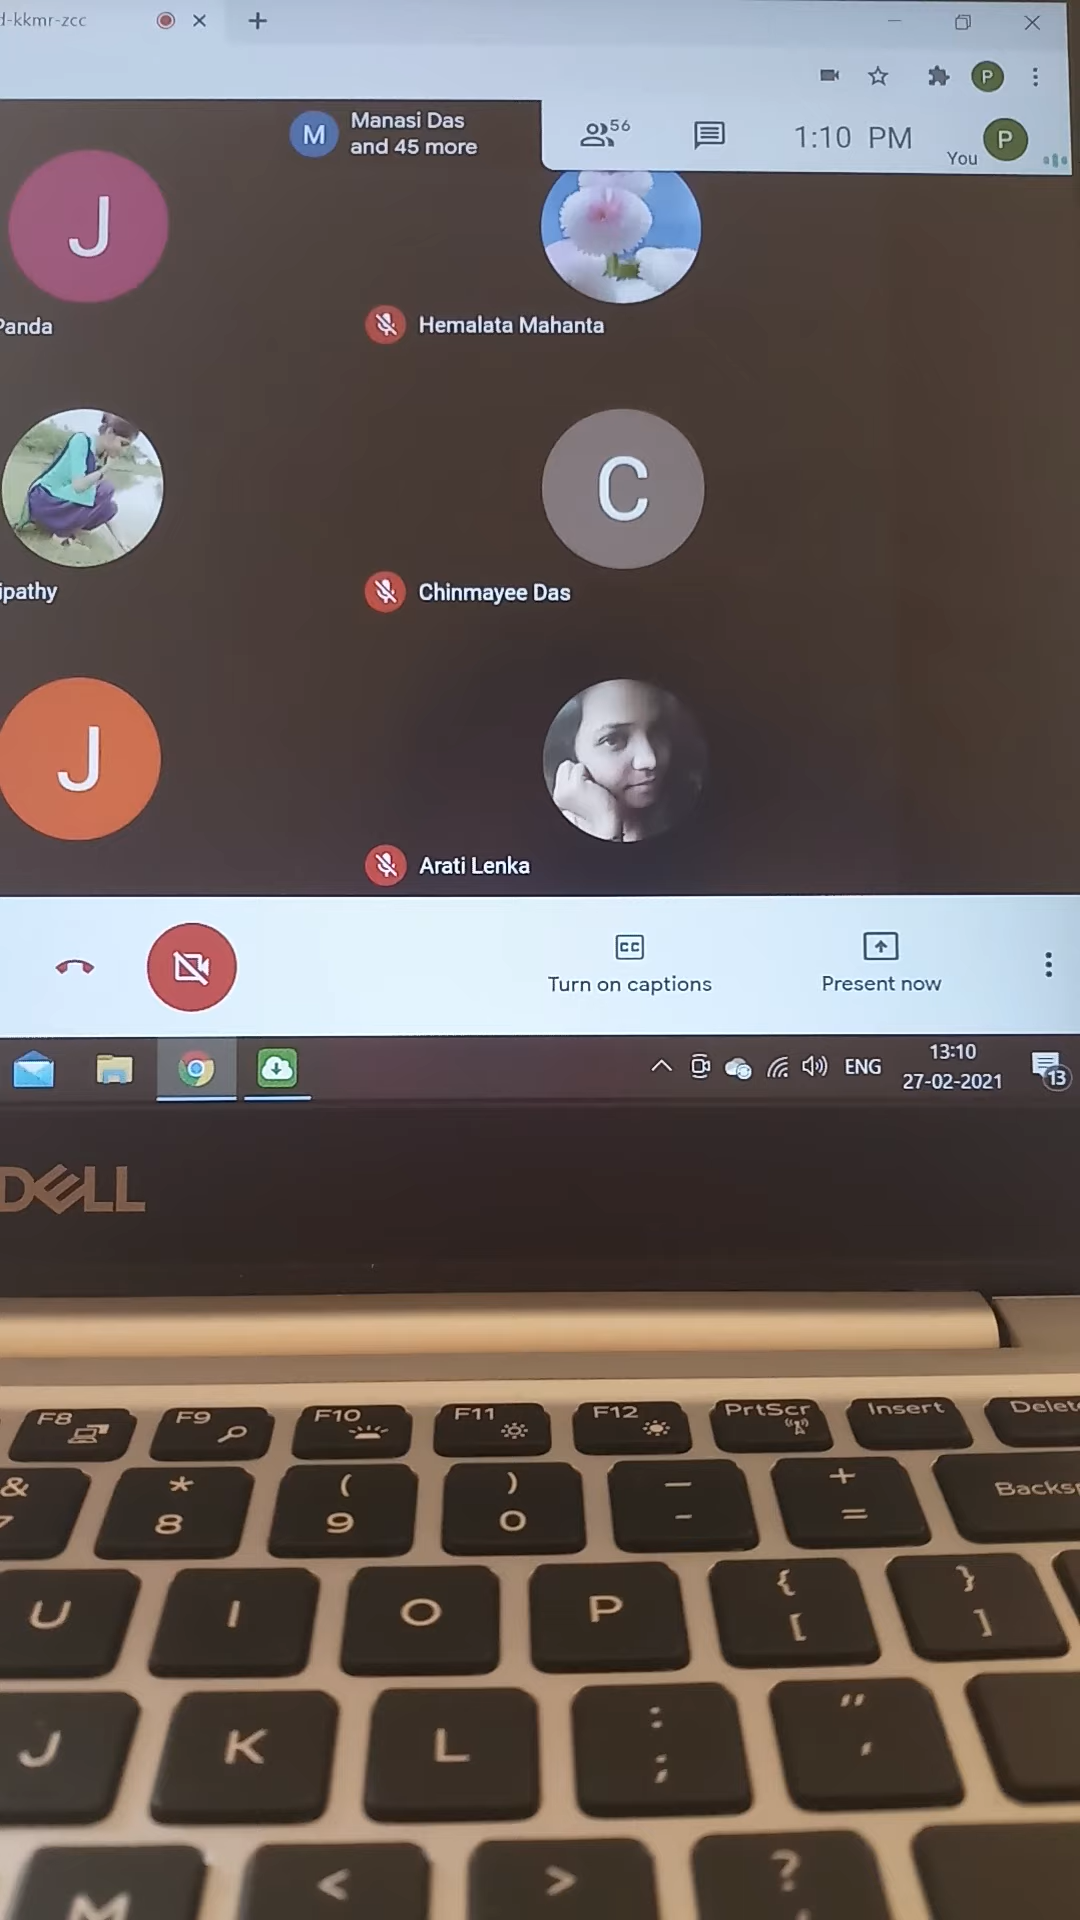 d-kkmr-zcc
P
M
Manasi Das
and 45 more
56
1:10 PM
You
P
J
Panda
Hemalata Mahanta
ipathy
C
Chinmayee Das
J
Arati Lenka
CC
Turn on captions
Present now
ENG
13:10
27-02-2021
13
DELL
F8 F9 F10 F11 F12 PrtScr Insert Delete
& * ( ) — +
7 8 9 0 - = Backsp
U I O P { [ } ]
J K L : ; " '
M < > ? ,